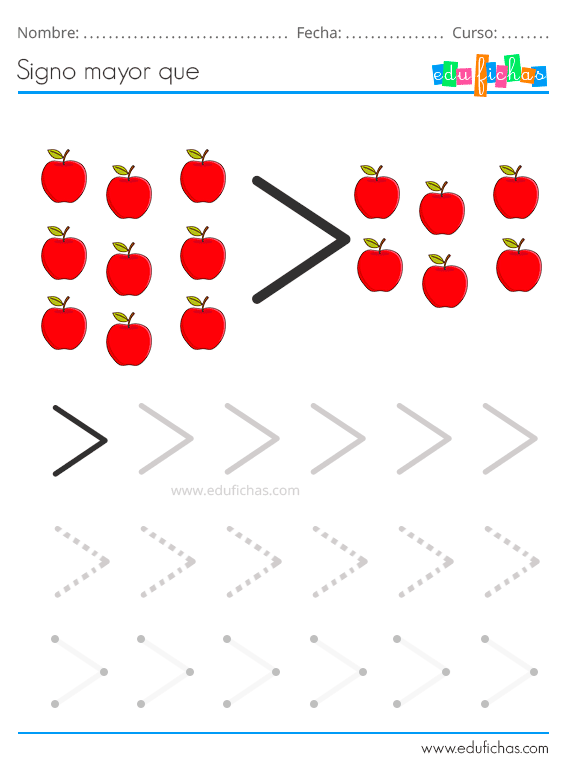 Nombre: ................................ Fecha: ................ Curso: ........
Signo mayor que
edufichas
>
> > > > > >
www.edufichas.com
> > > > > >
> > > > > >
www.edufichas.com